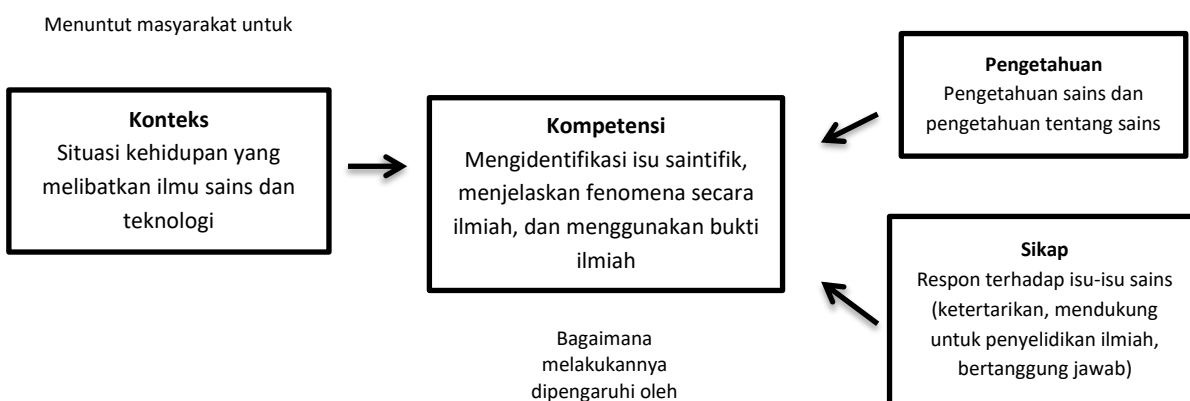 Menuntut masyarakat untuk
Konteks
Situasi kehidupan yang
melibatkan ilmu sains dan
teknologi
Kompetensi
Mengidentifikasi isu saintifik,
menjelaskan fenomena secara
ilmiah, dan menggunakan bukti
ilmiah
Bagaimana
melakukannya
dipengaruhi oleh
Pengetahuan
Pengetahuan sains dan
pengetahuan tentang sains
Sikap
Respon terhadap isu-isu sains
(ketertarikan, mendukung
untuk penyelidikan ilmiah,
bertanggung jawab)